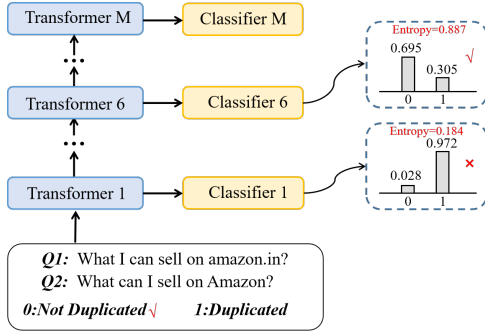 Transformer M
Classifier M
...
Transformer 6
Classifier 6
Entropy=0.887
0.695
√
0.305
0 1
...
Transformer 1
Classifier 1
Entropy=0.184
0.972
0.028
×
0 1
Q1: What I can sell on amazon.in?
Q2: What can I sell on Amazon?
0:Not Duplicated√ 1:Duplicated